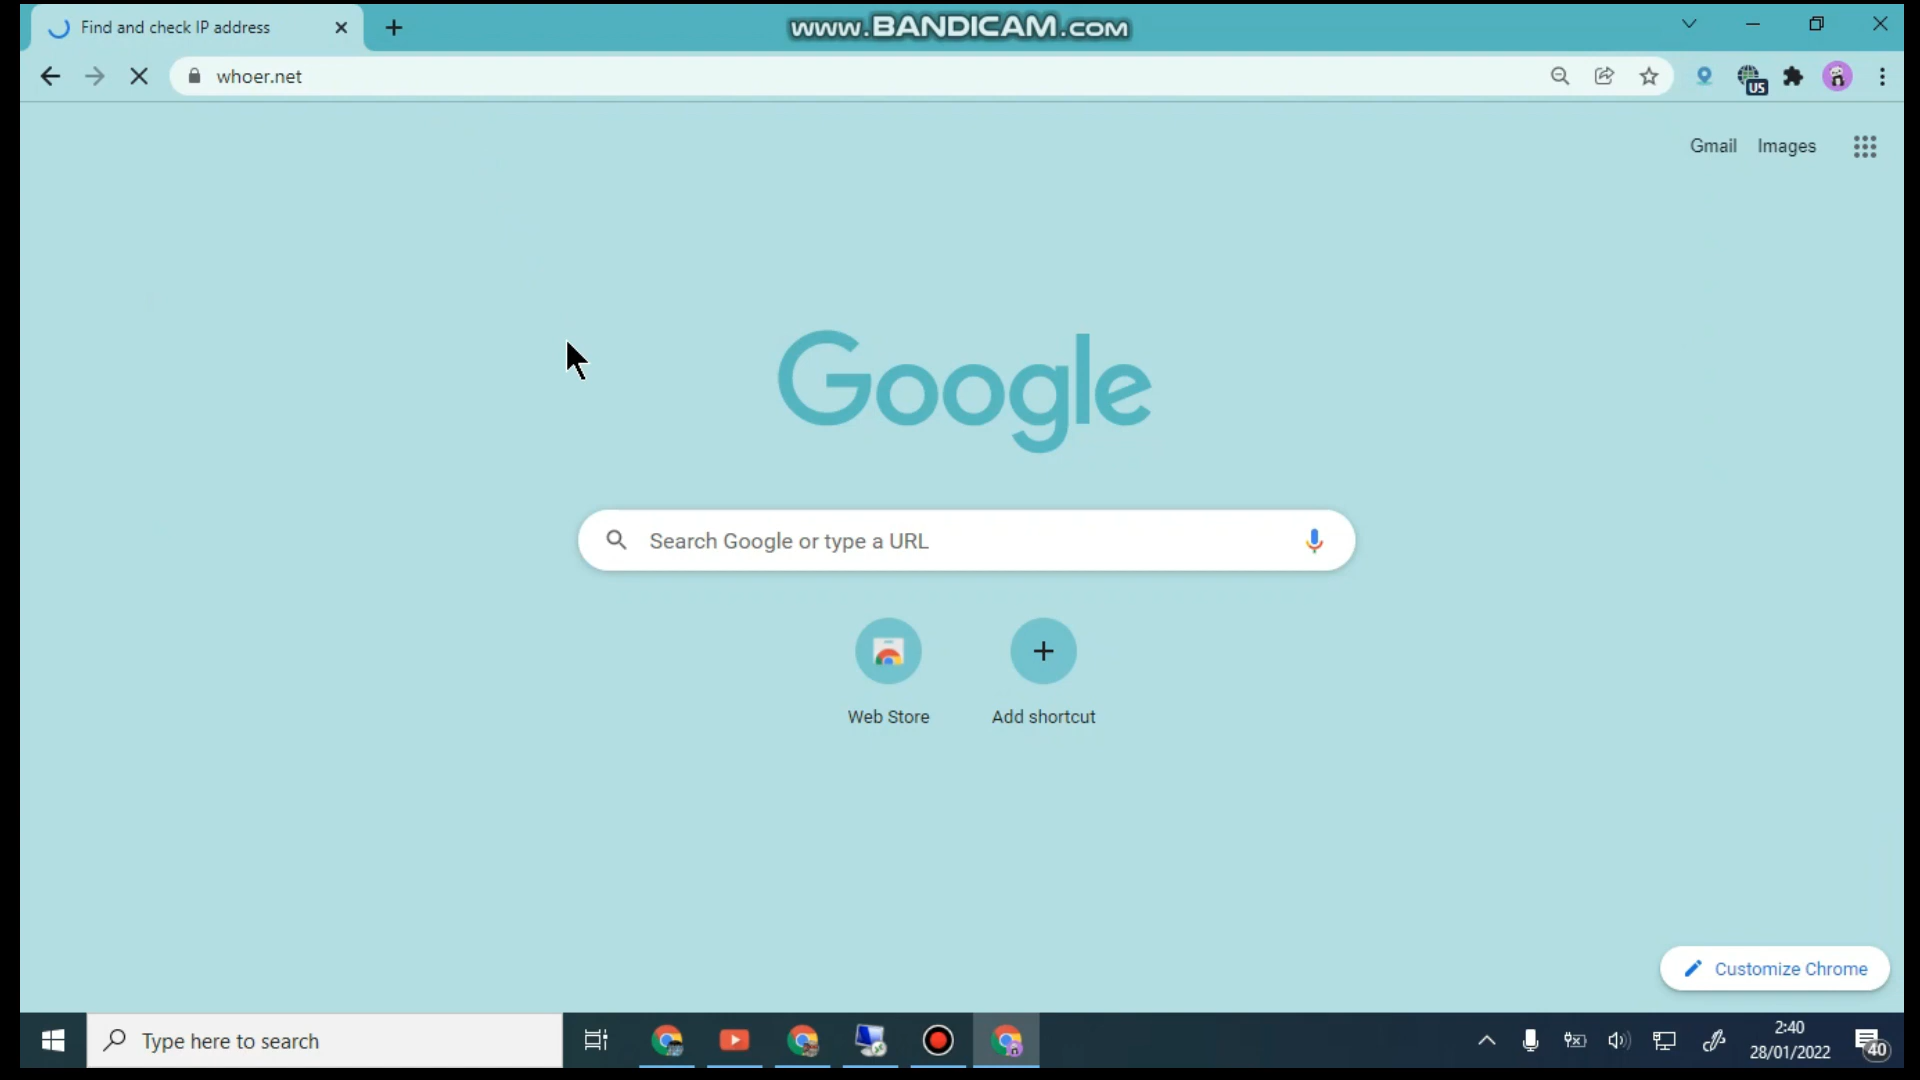 Find and check IP address
www.BANDICAM.com
whoer.net
US
Gmail Images
Google
Search Google or type a URL
Web Store
Add shortcut
Customize Chrome
Type here to search
2:40
28/01/2022
40